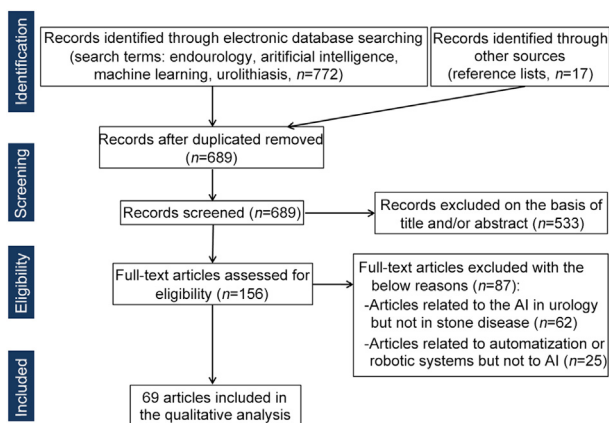 Identification
Records identified through electronic database searching
(search terms: endourology, aritificial intelligence,
machine learning, urolithiasis, n=772)
Records identified through
other sources
(reference lists, n=17)
Screening
Records after duplicated removed
(n=689)
Records screened (n=689)
Records excluded on the basis of
title and/or abstract (n=533)
Eligibility
Full-text articles assessed for
eligibility (n=156)
Full-text articles excluded with the
below reasons (n=87):
-Articles related to the AI in urology
but not in stone disease (n=62)
-Articles related to automatization or
robotic systems but not to AI (n=25)
Included
69 articles included in
the qualitative analysis